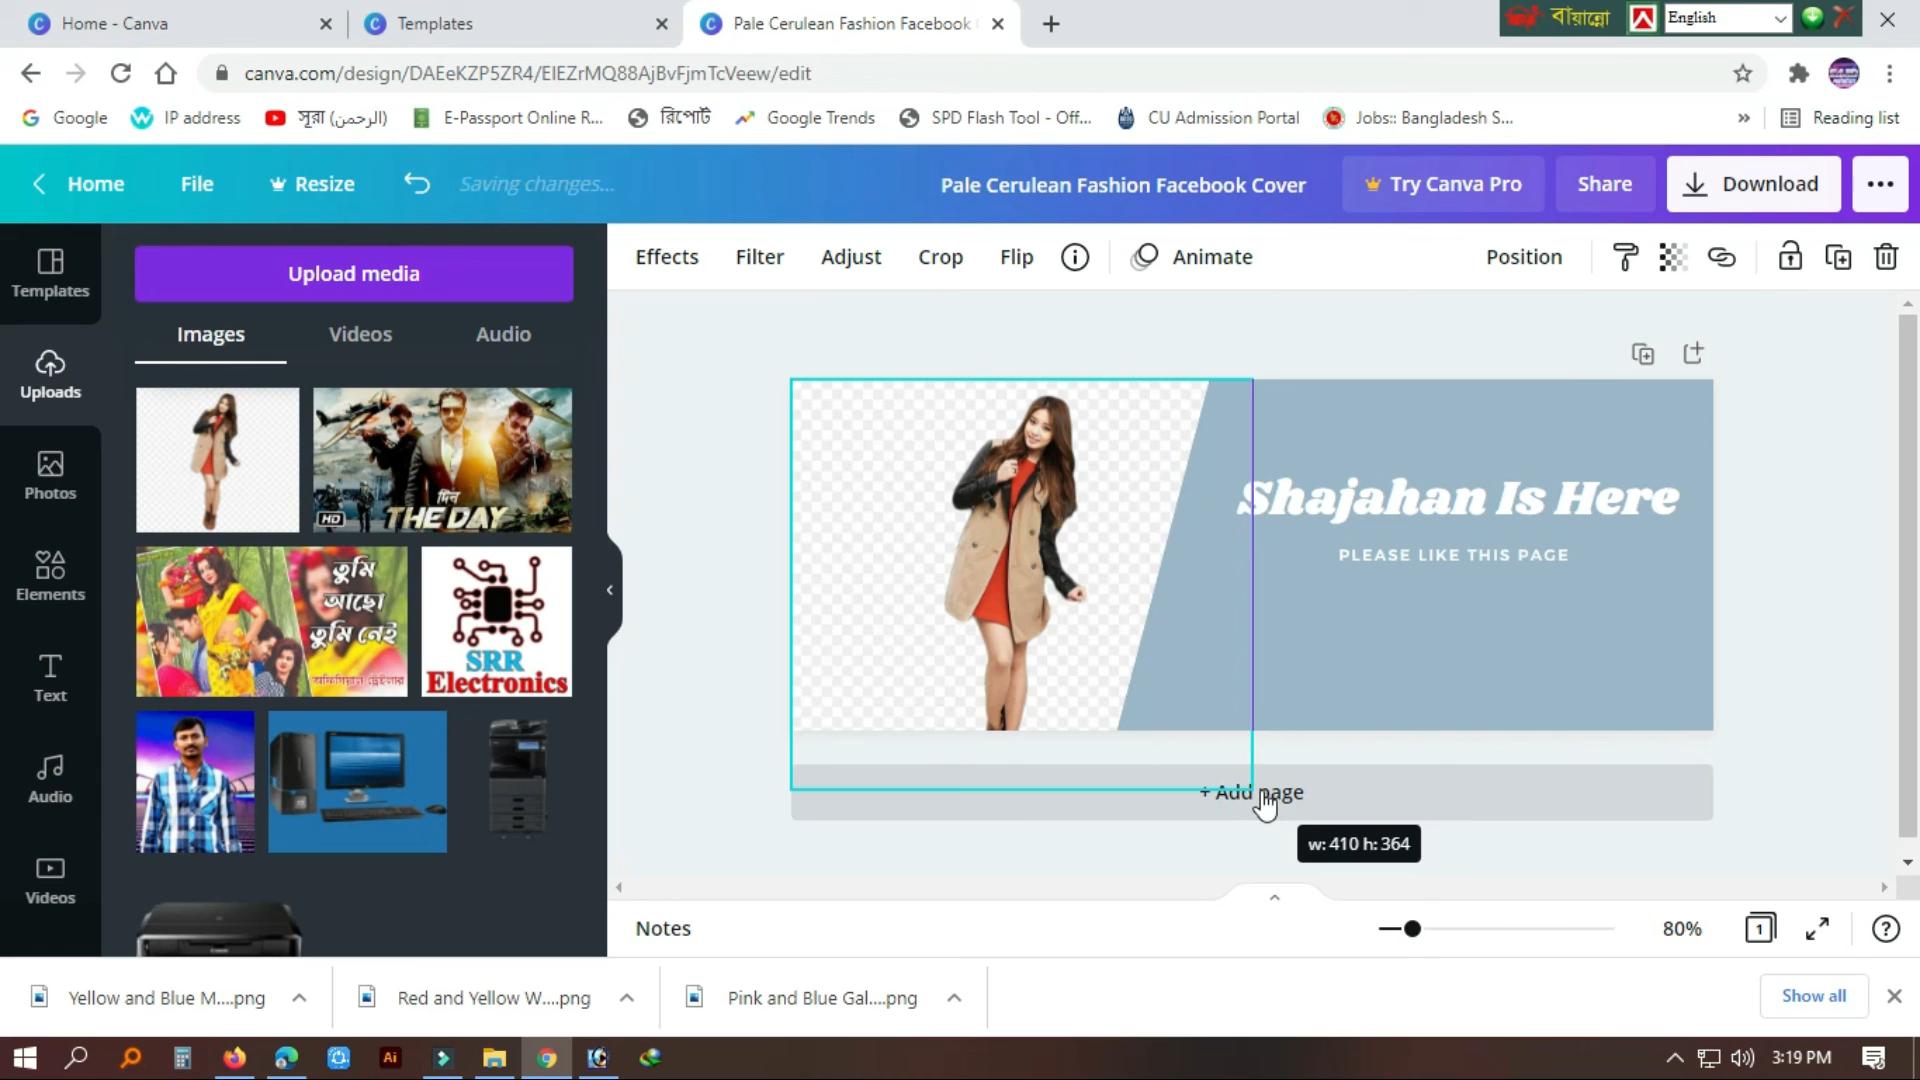 Home - Canva
Templates
Pale Cerulean Fashion Facebook
বায়ান্নো
English
canva.com/design/DAEeKZP5ZR4/EIEZrMQ88AjBvFjmTcVeew/edit
Google
IP address
সূরা (الرحمن)
E-Passport Online R...
রিপোর্ট
Google Trends
SPD Flash Tool - Off...
CU Admission Portal
Jobs:: Bangladesh S...
»
Reading list
Home
File
Resize
Saving changes...
Pale Cerulean Fashion Facebook Cover
Try Canva Pro
Share
Download
Templates
Uploads
Photos
Elements
Text
Audio
Videos
Upload media
Images
Videos
Audio
দিন
THE DAY
HD
তুমি
আছো
তুমি নেই
SRR
Electronics
Effects
Filter
Adjust
Crop
Flip
Animate
Position
Shajahan Is Here
PLEASE LIKE THIS PAGE
+ Add page
w: 410 h: 364
Notes
80%
1
Yellow and Blue M....png
Red and Yellow W....png
Pink and Blue Gal....png
Show all
Ai
3:19 PM